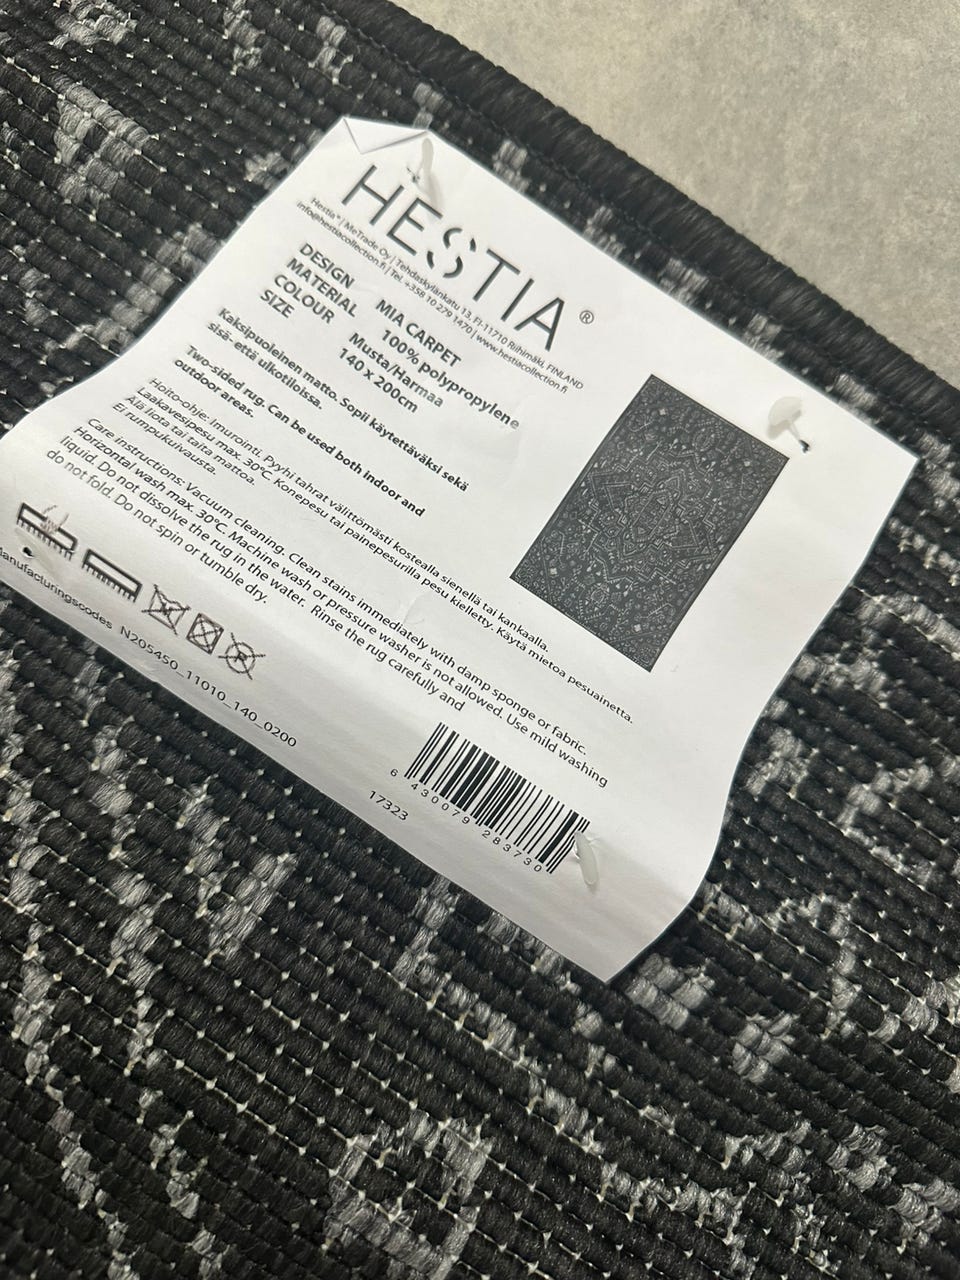 HESTIA®
Hestia™ | MeTrade Oy | Tehdaskylänkatu 13, FI-11710 Riihimäki, FINLAND
info@hestiacollection.fi | Tel. +358 10 279 1470 | www.hestiacollection.fi
DESIGN MIA CARPET
MATERIAL 100% polypropylene
COLOUR Musta/Harmaa
SIZE 140 x 200cm
Kaksipuoleinen matto. Sopii käytettäväksi sekä
sisä- että ulkotiloissa.
Two-sided rug. Can be used both indoor and
outdoor areas.
Hoito-ohje: Imurointi. Pyyhi tahrat välittömästi kostealla sienellä tai kankaalla.
Laakavesipesu max. 30°C. Konepesu tai painepesurilla pesu kielletty. Käytä mietoa pesuainetta.
Älä liota tai taita mattoa.
Ei rumpukuivausta.
Care instructions: Vacuum cleaning. Clean stains immediately with damp sponge or fabric.
Horizontal wash max. 30°C. Machine wash or pressure washer is not allowed. Use mild washing
liquid. Do not dissolve the rug in the water. Rinse the rug carefully and
do not fold. Do not spin or tumble dry.
Manufacturingscodes N205450_11010_140_0200
17323
6 430079 283730